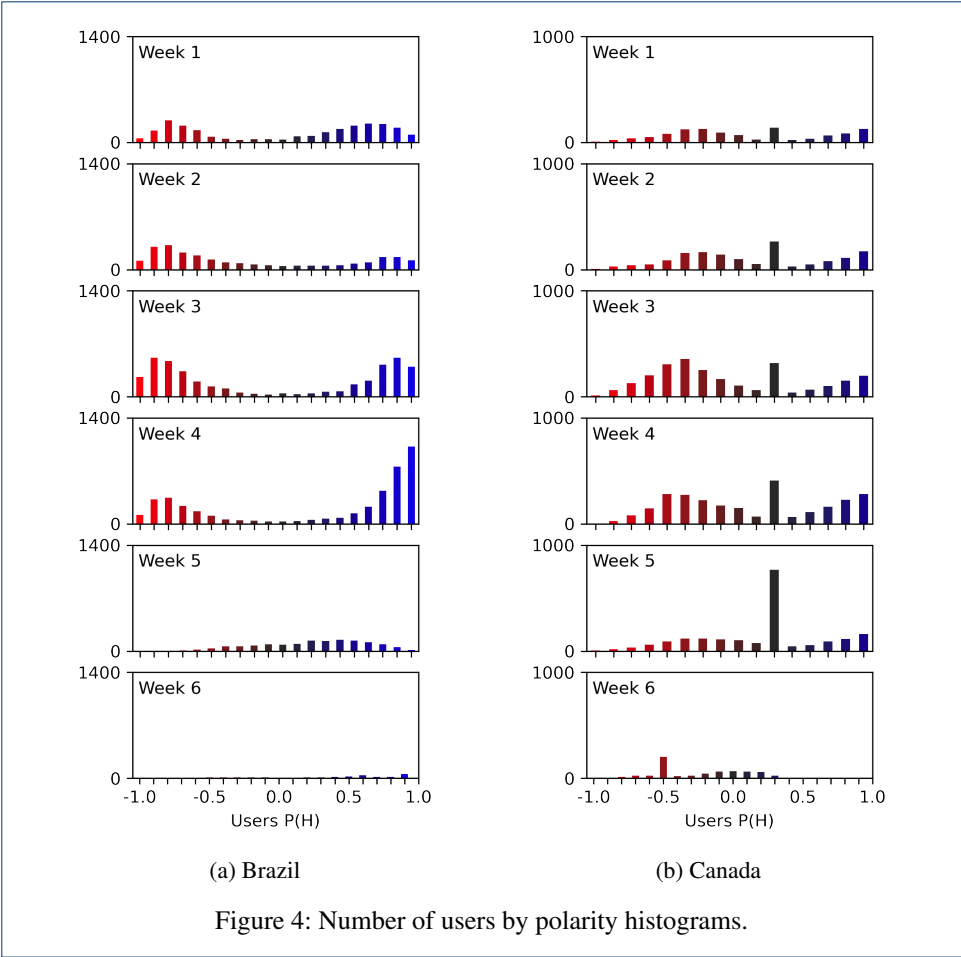 1400
Week 1
0
1400
Week 2
0
1400
Week 3
0
1400
Week 4
0
1400
Week 5
0
1400
Week 6
0
-1.0 -0.5 0.0 0.5 1.0
Users P(H)
(a) Brazil
1000
Week 1
0
1000
Week 2
0
1000
Week 3
0
1000
Week 4
0
1000
Week 5
0
1000
Week 6
0
-1.0 -0.5 0.0 0.5 1.0
Users P(H)
(b) Canada
Figure 4: Number of users by polarity histograms.